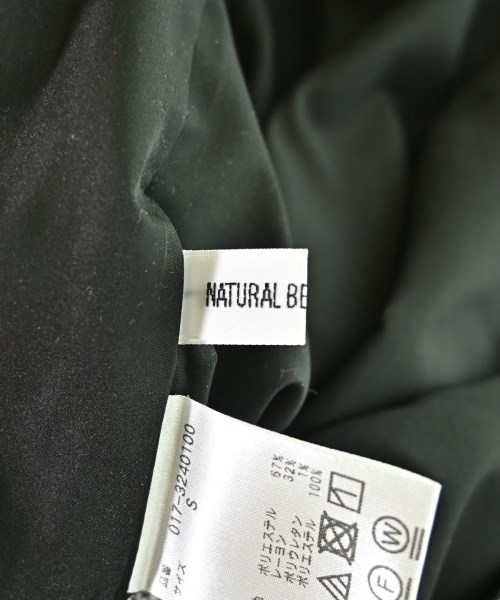 NATURAL BE
品番 017-3240100
サイズ S
ポリエステル 67%
レーヨン 32%
ポリウレタン 1%
ポリエステル 100%
W
F